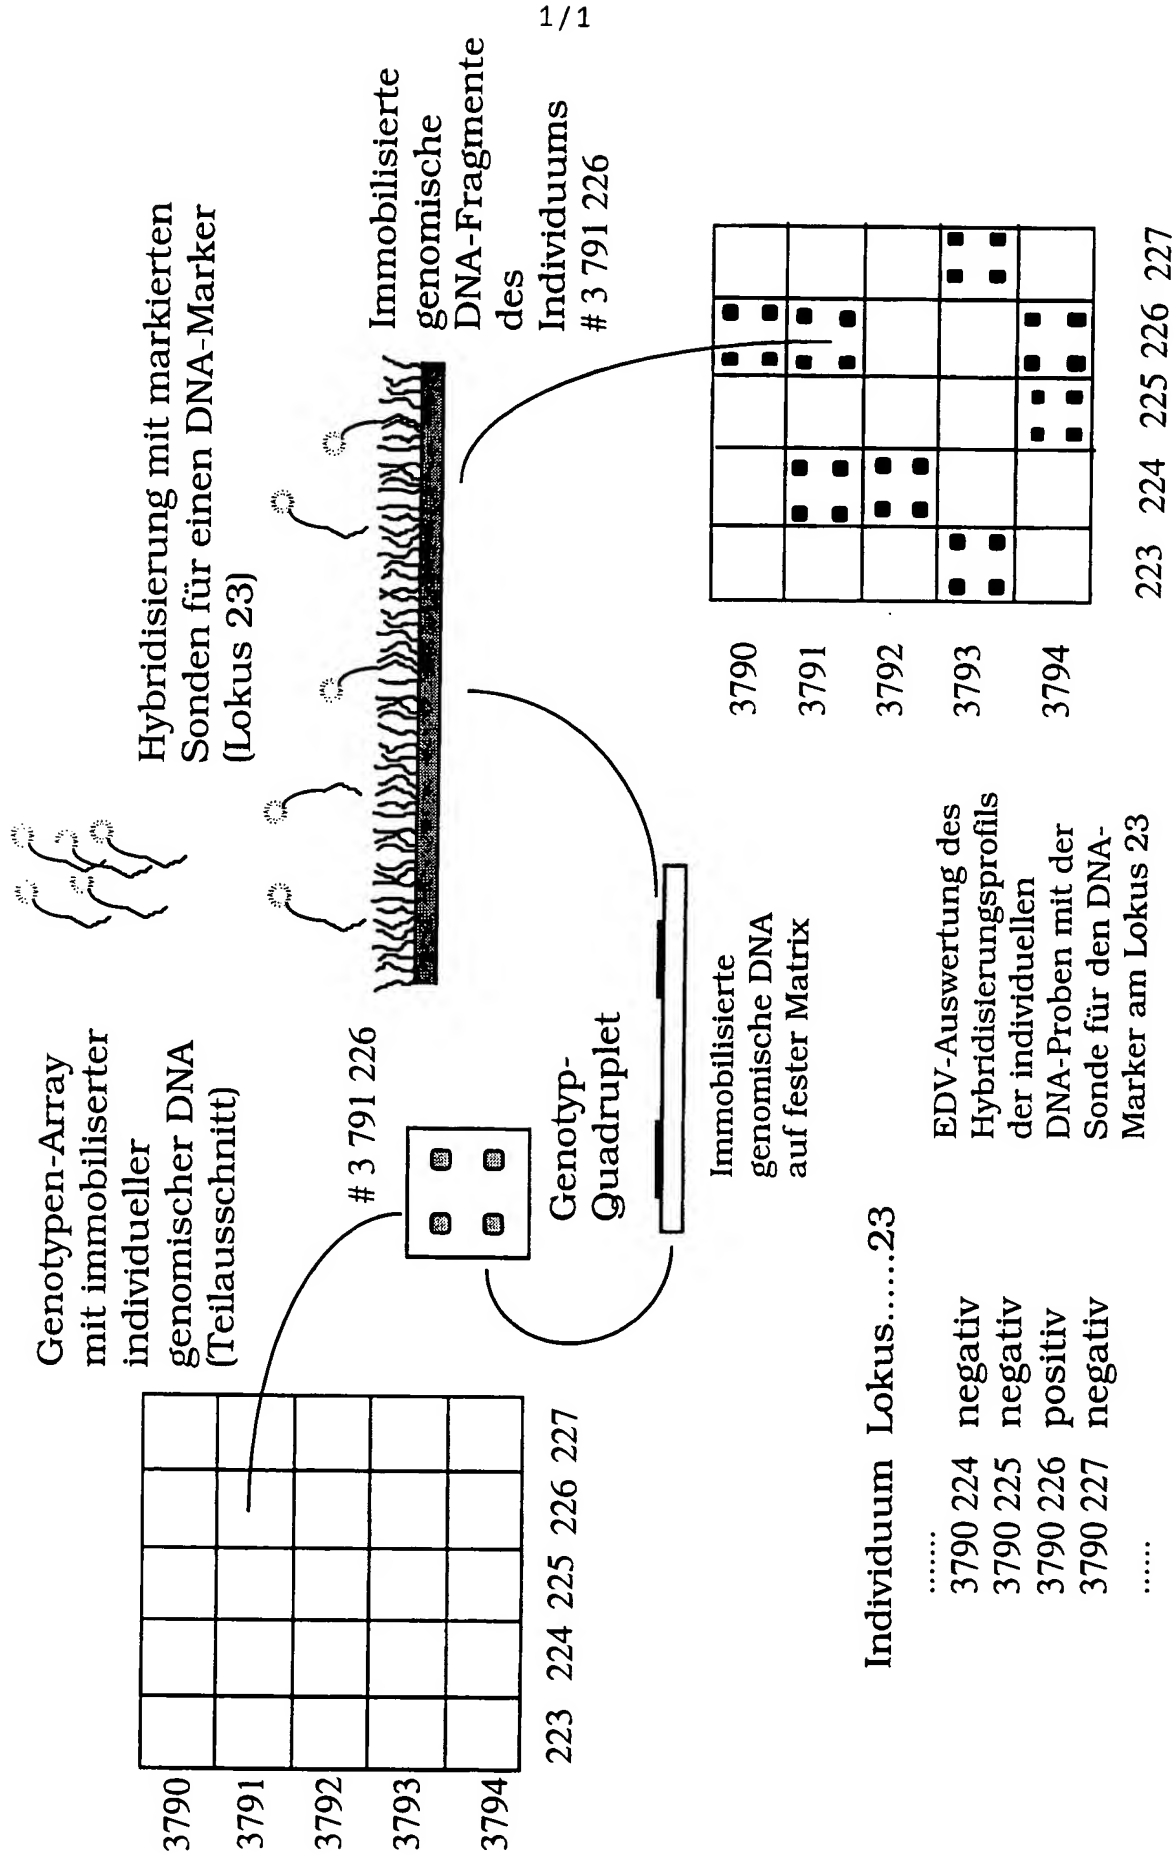 1/1
Genotypen-Array
mit immobiliserter
individueller
genomischer DNA
(Teilausschnitt)
3790
3791
3792
3793
3794
223 224 225 226 227
# 3 791 226
Genotyp-
Quadruplet
Immobilisierte
genomische DNA
auf fester Matrix
Hybridisierung mit markierten
Sonden für einen DNA-Marker
(Lokus 23)
Immobilisierte
genomische
DNA-Fragmente
des
Individuums
# 3 791 226
3790
3791
3792
3793
3794
223 224 225 226 227
Individuum Lokus.......23
.......
3790 224 negativ
3790 225 negativ
3790 226 positiv
3790 227 negativ
.....
EDV-Auswertung des
Hybridisierungsprofils
der individuellen
DNA-Proben mit der
Sonde für den DNA-
Marker am Lokus 23